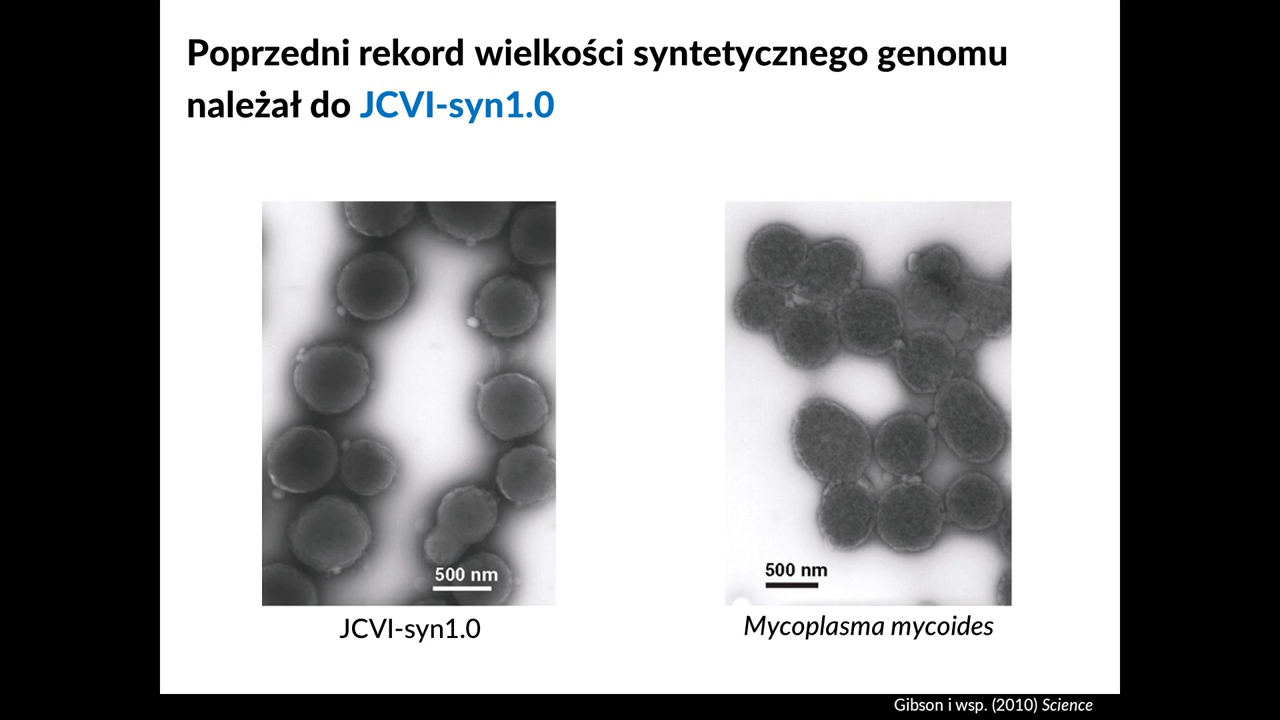 Poprzedni rekord wielkości syntetycznego genomu
należał do JCVI-syn1.0
500 nm
500 nm
JCVI-syn1.0
Mycoplasma mycoides
Gibson i wsp. (2010) Science